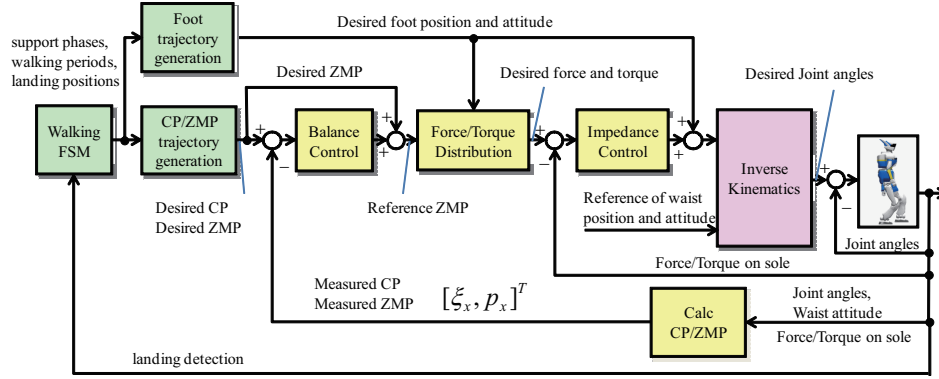 Foot
trajectory
generation
Desired foot position and attitude
support phases,
walking periods,
landing positions
Desired ZMP
Desired force and torque
Desired Joint angles
Walking
FSM
CP/ZMP
trajectory
generation
+
−
Balance
Control
+
+
Force/Torque
Distribution
+
−
Impedance
Control
+
+
Inverse
Kinematics
+
−
Desired CP
Desired ZMP
Reference ZMP
Reference of waist
position and attitude
Joint angles
Force/Torque on sole
Measured CP
Measured ZMP
[ξx, px]T
Calc
CP/ZMP
Joint angles,
Waist attitude
Force/Torque on sole
landing detection